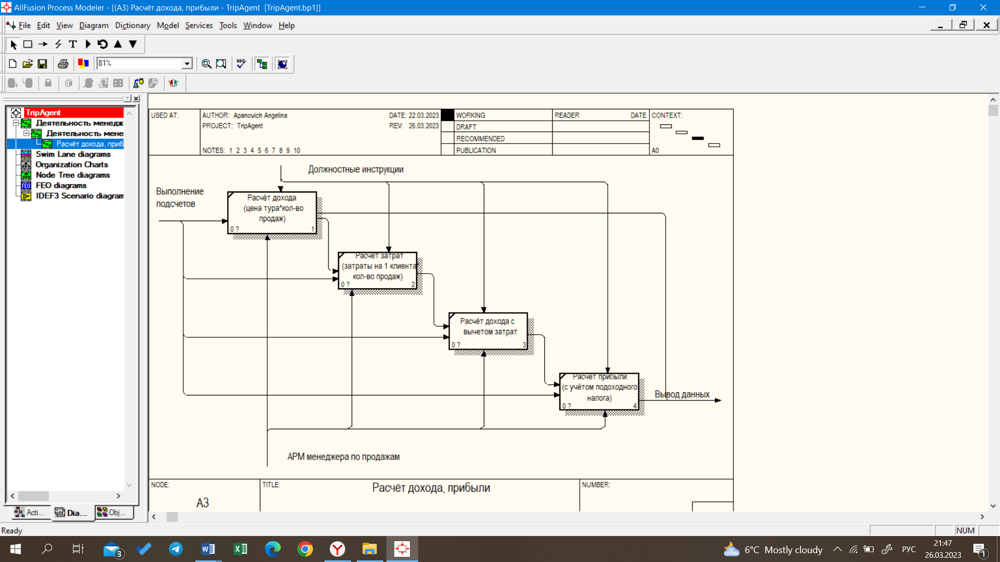 AllFusion Process Modeler - [(A3) Расчёт дохода, прибыли - TripAgent  [TripAgent.bp1]]
File Edit View Diagram Dictionary Model Services Tools Window Help
81%
TripAgent
Деятельность менедж
Деятельность мене
Расчёт дохода, приб
Swim Lane diagrams
Organization Charts
Node Tree diagrams
FEO diagrams
IDEF3 Scenario diagram
Acti...
Dia...
Obj...
USED AT:
AUTHOR: Apanovich Angelina
DATE: 22.03.2023
PROJECT: TripAgent
REV: 26.03.2023
NOTES: 1 2 3 4 5 6 7 8 9 10
WORKING
DRAFT
RECOMMENDED
PUBLICATION
READER
DATE
CONTEXT:
A0
Должностные инструкции
Выполнение
подсчетов
Расчёт дохода
(цена тура*кол-во
продаж)
0 ?
1
Расчет затрат
(затраты на 1 клиента
кол-во продаж)
0 ?
2
Расчёт дохода с
вычетом затрат
0 ?
3
Расчет прибыли
(с учётом подоходного
налога)
0 ?
4
Вывод данных
АРМ менеджера по продажам
NODE:
A3
TITLE:
Расчёт дохода, прибыли
NUMBER:
Ready
NUM
3
6°C Mostly cloudy
РУС
21:47
26.03.2023
1